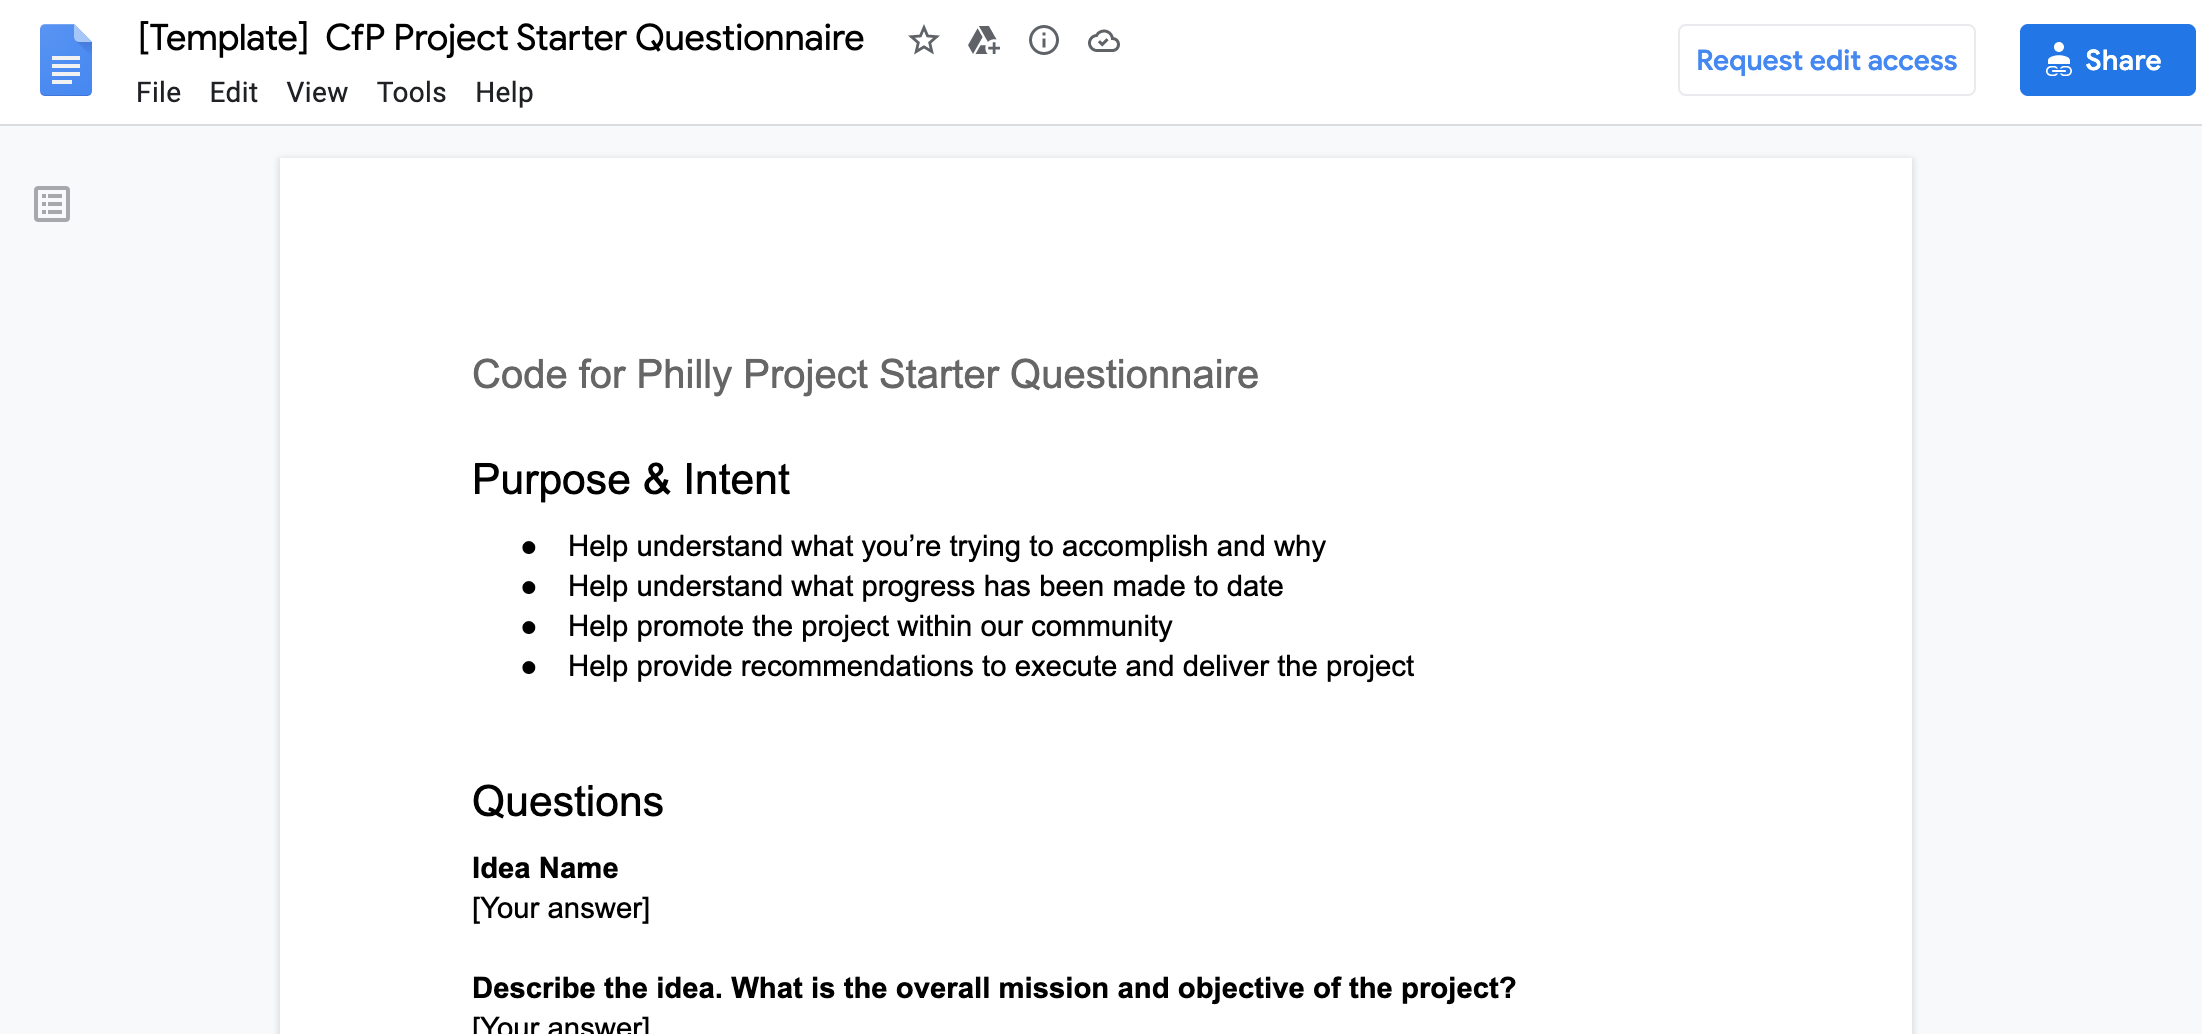 [Template] CfP Project Starter Questionnaire
File Edit View Tools Help
Request edit access
Share
Code for Philly Project Starter Questionnaire
Purpose & Intent
● Help understand what you’re trying to accomplish and why
● Help understand what progress has been made to date
● Help promote the project within our community
● Help provide recommendations to execute and deliver the project
Questions
Idea Name
[Your answer]
Describe the idea. What is the overall mission and objective of the project?
[Your answer]